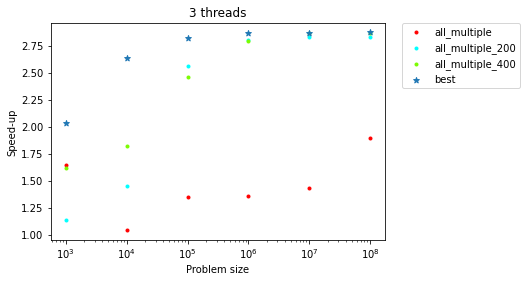 3 threads
Speed-up
2.75
2.50
2.25
2.00
1.75
1.50
1.25
1.00
10³ 10⁴ 10⁵ 10⁶ 10⁷ 10⁸
Problem size
all_multiple
all_multiple_200
all_multiple_400
best